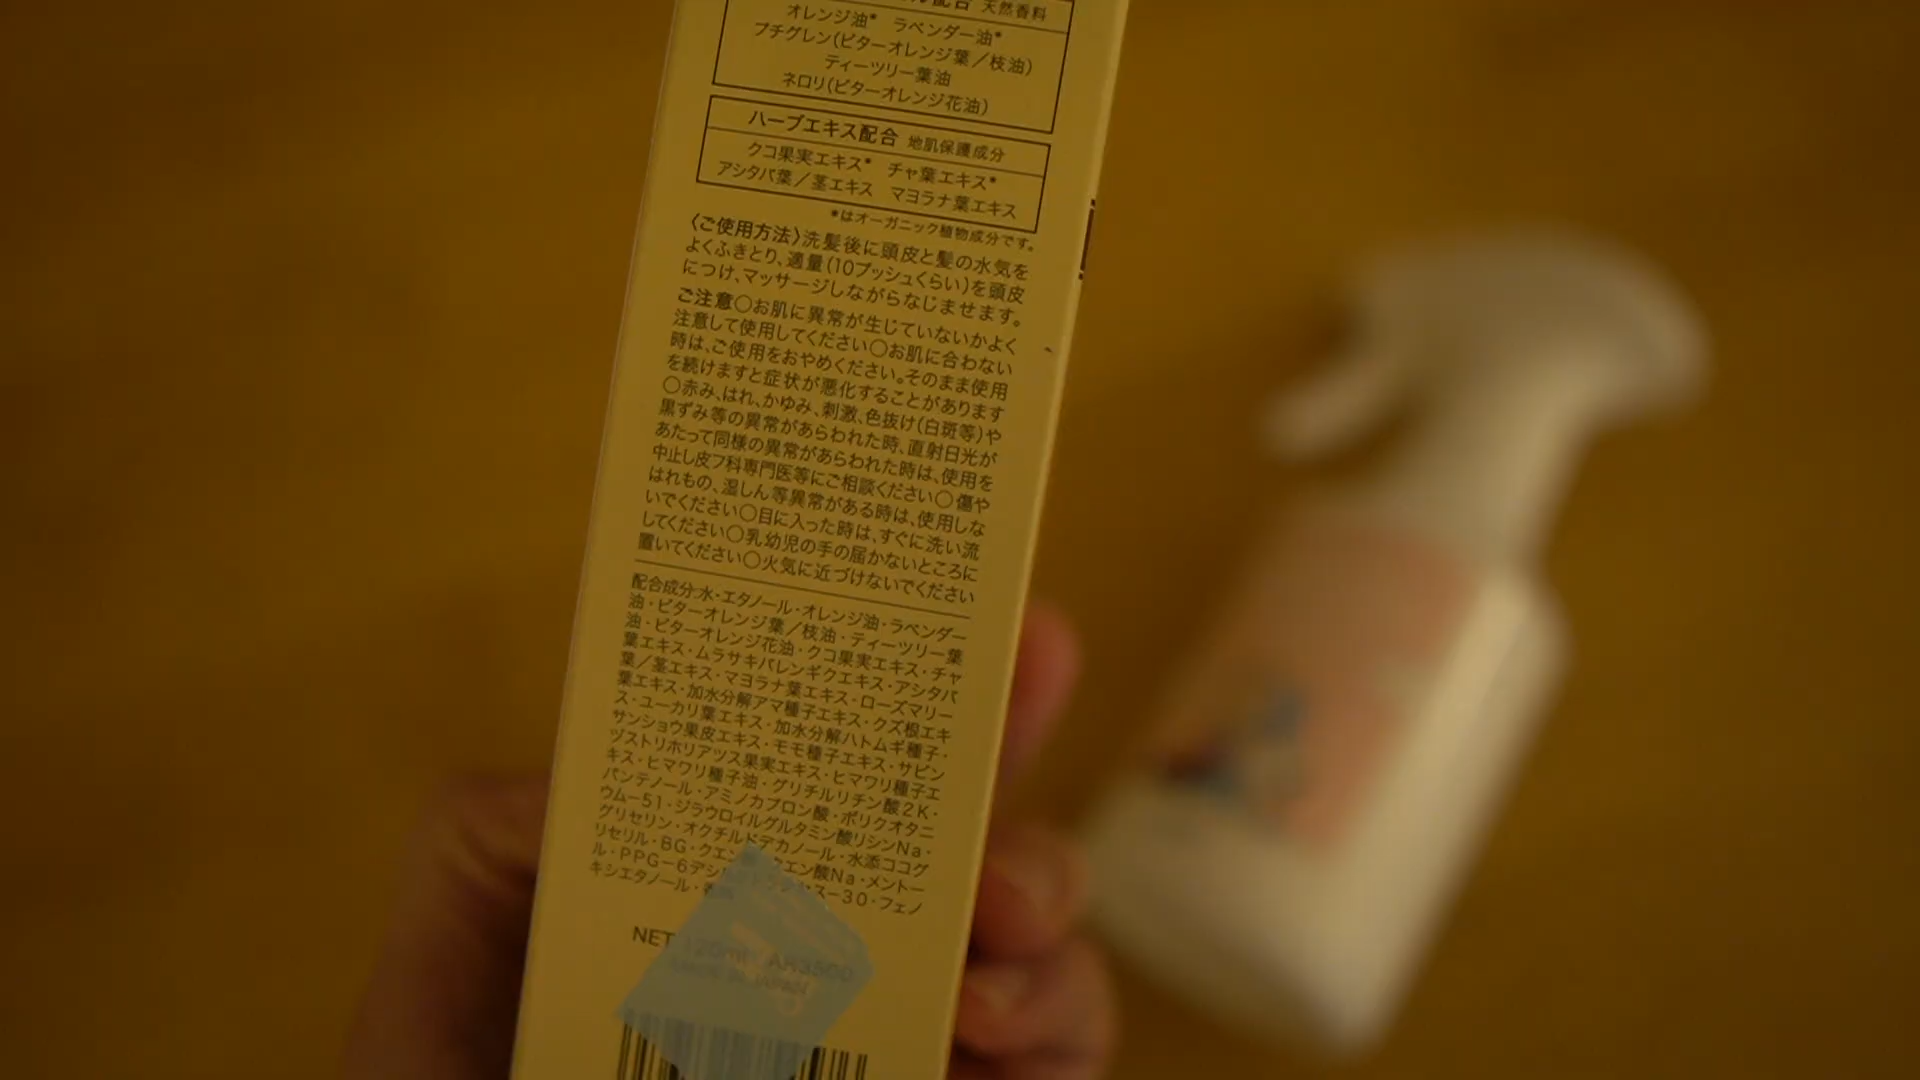 配合 天然香料
オレンジ油* ラベンダー油*
プチグレン(ビターオレンジ葉／枝油)
ティーツリー葉油
ネロリ(ビターオレンジ花油)
ハーブエキス配合 地肌保護成分
クコ果実エキス* チャ葉エキス*
アシタバ葉／茎エキス マヨラナ葉エキス
*はオーガニック植物成分です。
〈ご使用方法〉洗髪後に頭皮と髪の水気を
よくふきとり、適量(10プッシュくらい)を頭皮
につけ、マッサージしながらなじませます。
ご注意○お肌に異常が生じていないかよく
注意して使用してください○お肌に合わない
時は、ご使用をおやめください。そのまま使用
を続けますと症状が悪化することがあります
○赤み、はれ、かゆみ、刺激、色抜け(白斑等)や
黒ずみ等の異常があらわれた時、直射日光が
あたって同様の異常があらわれた時は、使用を
中止し皮フ科専門医等にご相談ください○傷や
はれもの、湿しん等異常がある時は、使用しな
いでください○目に入った時は、すぐに洗い流
してください○乳幼児の手の届かないところに
置いてください○火気に近づけないでください
配合成分:水・エタノール・オレンジ油・ラベンダー
油・ビターオレンジ葉／枝油・ティーツリー葉
油・ビターオレンジ花油・クコ果実エキス・チャ
葉エキス・ムラサキバレンギクエキス・アシタバ
葉／茎エキス・マヨラナ葉エキス・ローズマリー
葉エキス・加水分解アマ種子エキス・クズ根エキ
ス・ユーカリ葉エキス・加水分解ハトムギ種子・
サンショウ果皮エキス・モモ種子エキス・サピン
ヅストリホリアツス果実エキス・ヒマワリ種子エ
キス・ヒマワリ種子油・グリチルリチン酸2K・
パンテノール・アミノカプロン酸・ポリクオタニ
ウム-51・ジラウロイルグルタミン酸リシンNa・
グリセリン・オクチルドデカノール・水添ココグ
リセリル・BG・クエン クエン酸Na・メントー
ル・PPG-6デシ ス-30・フェノ
キシエタノール・香料
NET 120ml